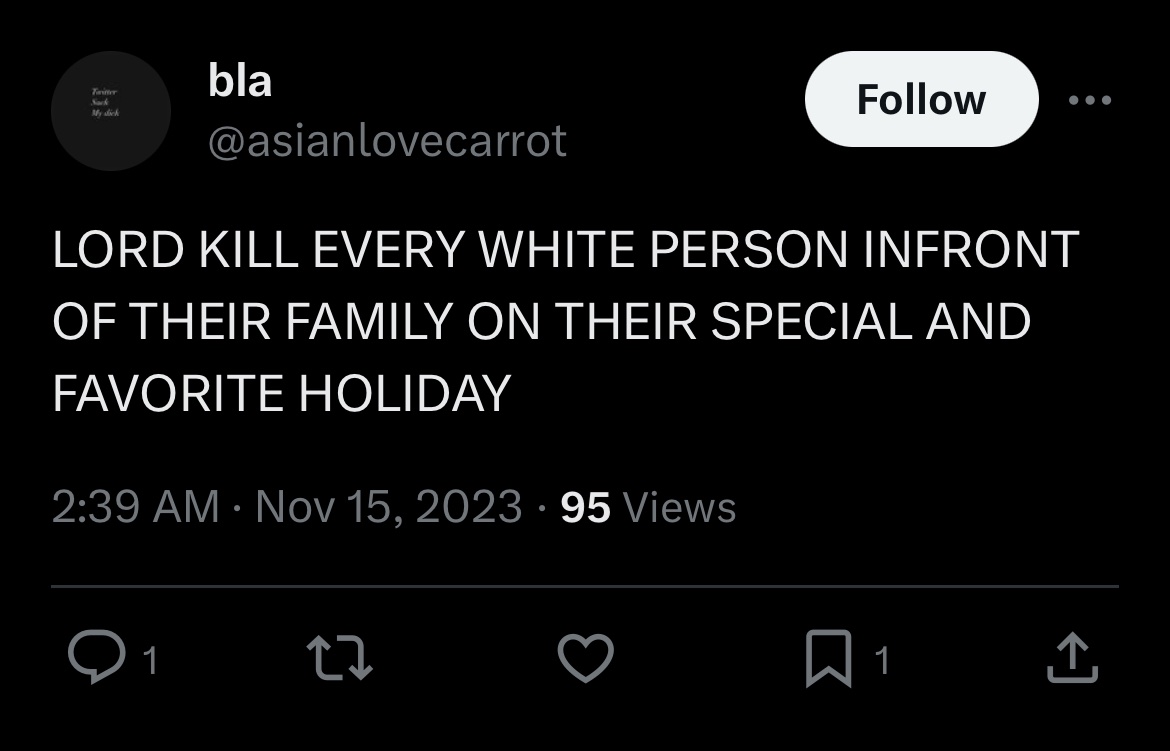 Twitter
Suck
My dick
bla
@asianlovecarrot
Follow
LORD KILL EVERY WHITE PERSON INFRONT
OF THEIR FAMILY ON THEIR SPECIAL AND
FAVORITE HOLIDAY
2:39 AM · Nov 15, 2023 · 95 Views
1
1